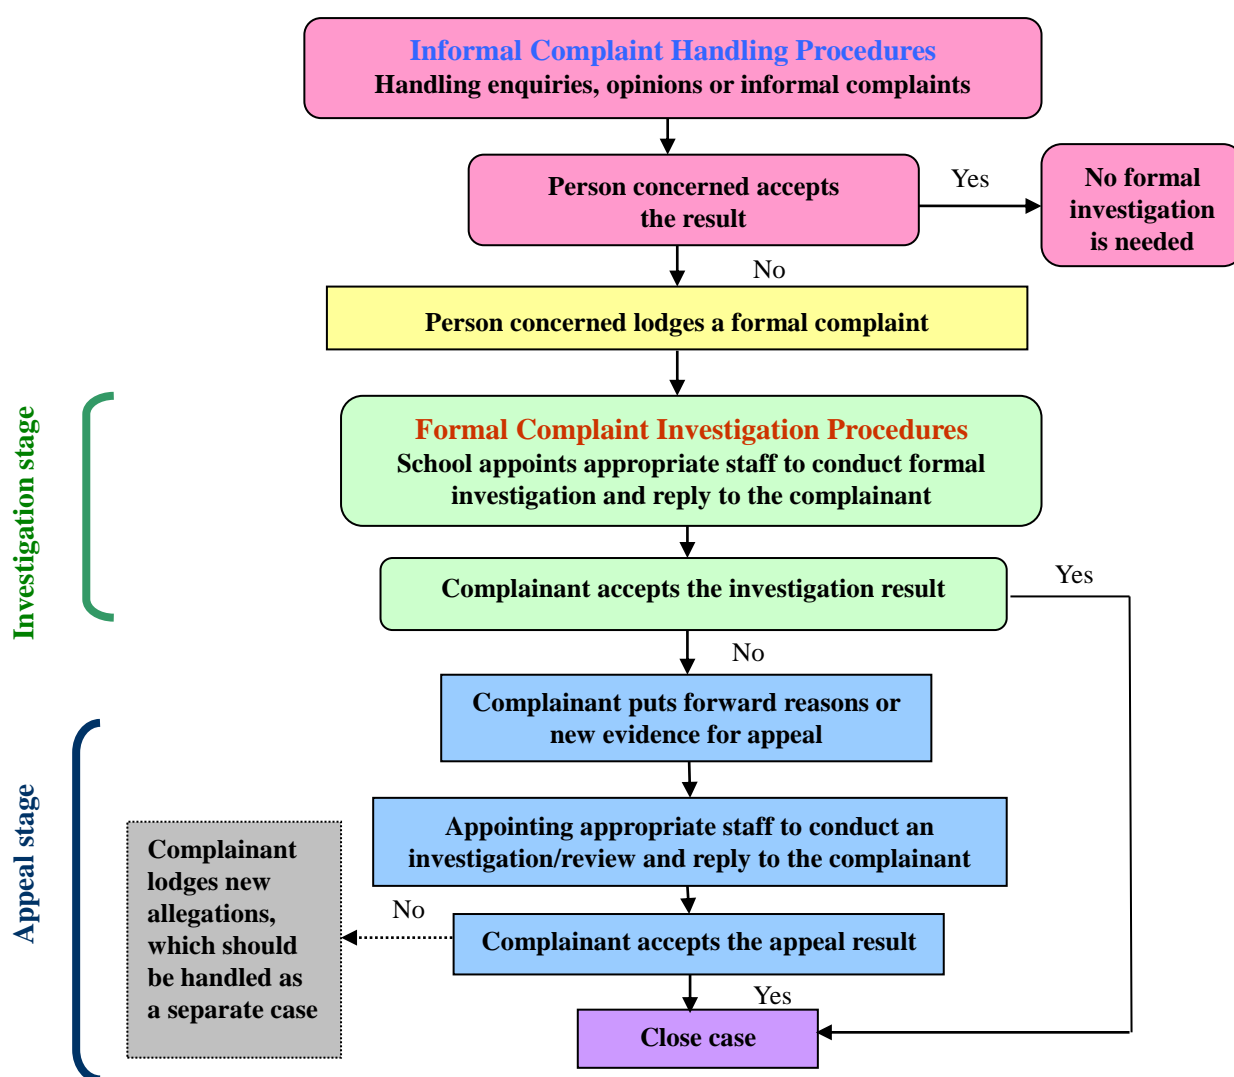 Informal Complaint Handling Procedures
Handling enquiries, opinions or informal complaints
Person concerned accepts
the result
Yes
No formal
investigation
is needed
No
Person concerned lodges a formal complaint
Investigation stage
Formal Complaint Investigation Procedures
School appoints appropriate staff to conduct formal
investigation and reply to the complainant
Complainant accepts the investigation result
Yes
No
Complainant puts forward reasons or
new evidence for appeal
Appeal stage
Appointing appropriate staff to conduct an
investigation/review and reply to the complainant
Complainant accepts the appeal result
No
Complainant
lodges new
allegations,
which should
be handled as
a separate case
Yes
Close case